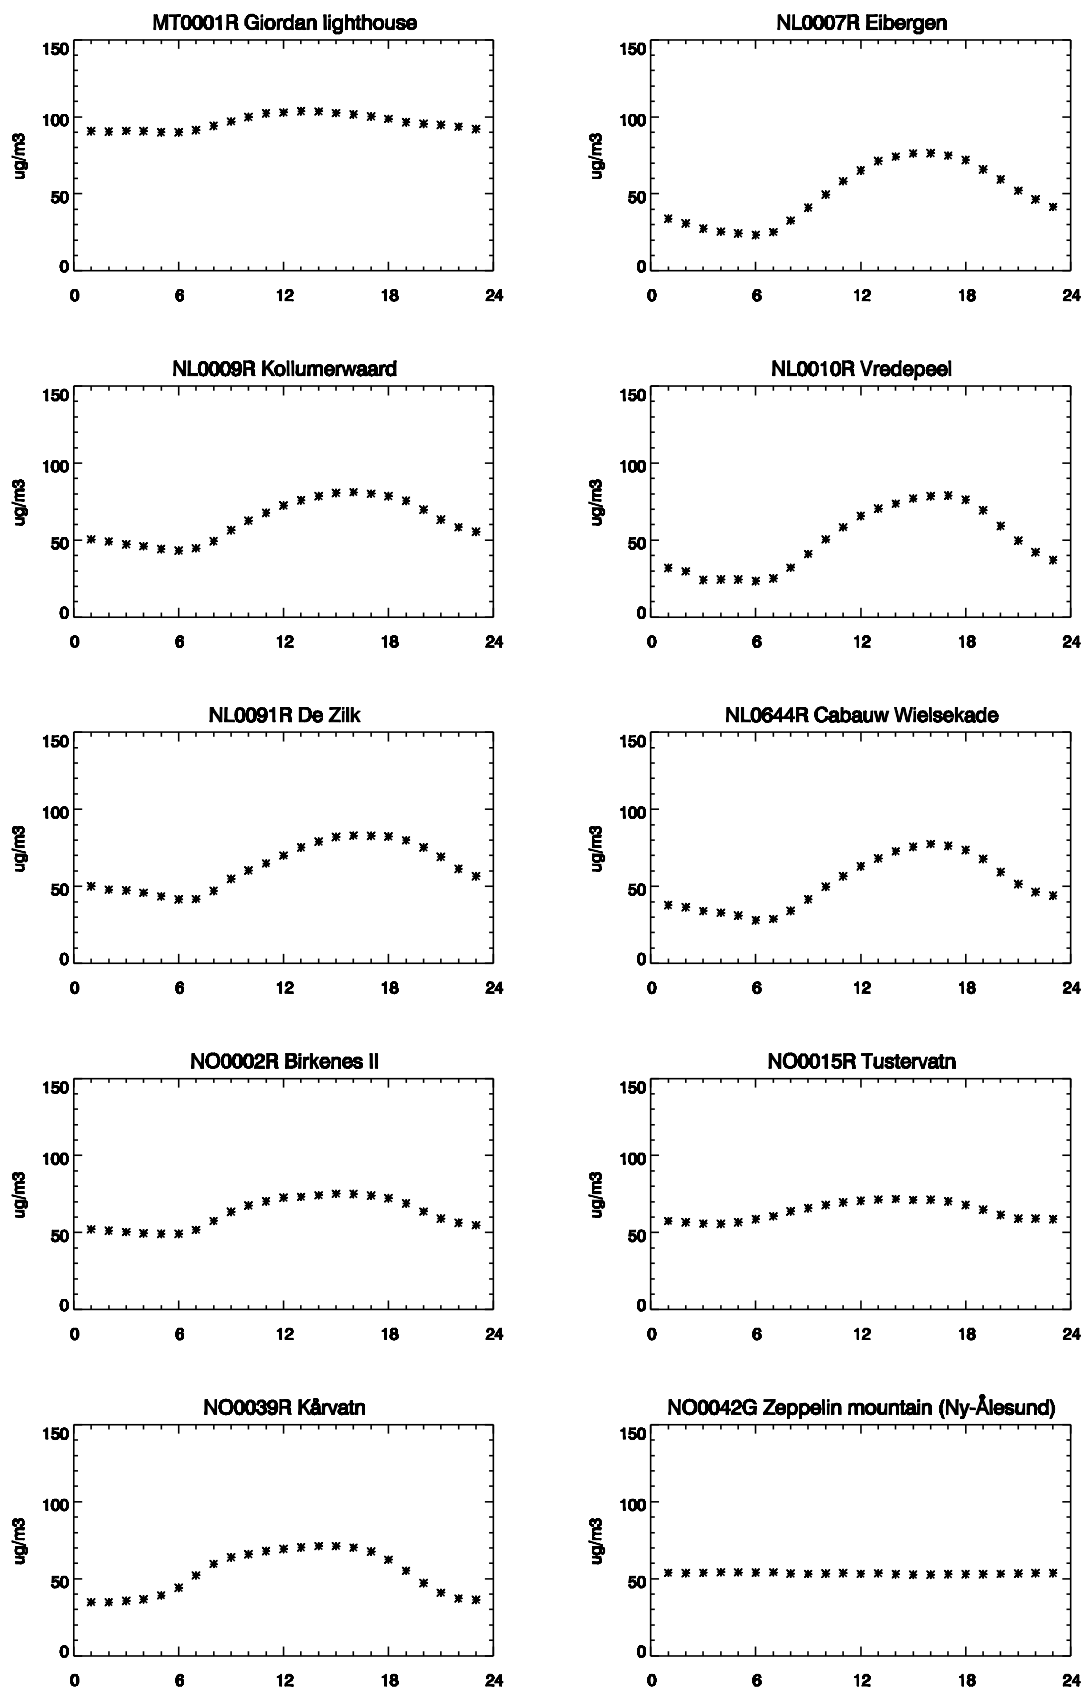 MT0001R Giordan lighthouse
150
100
50
0
ug/m3
0 6 12 18 24
NL0007R Eibergen
150
100
50
0
ug/m3
0 6 12 18 24
NL0009R Kollumerwaard
150
100
50
0
ug/m3
0 6 12 18 24
NL0010R Vredepeel
150
100
50
0
ug/m3
0 6 12 18 24
NL0091R De Zilk
150
100
50
0
ug/m3
0 6 12 18 24
NL0644R Cabauw Wielsekade
150
100
50
0
ug/m3
0 6 12 18 24
NO0002R Birkenes II
150
100
50
0
ug/m3
0 6 12 18 24
NO0015R Tustervatn
150
100
50
0
ug/m3
0 6 12 18 24
NO0039R Kårvatn
150
100
50
0
ug/m3
0 6 12 18 24
NO0042G Zeppelin mountain (Ny-Ålesund)
150
100
50
0
ug/m3
0 6 12 18 24